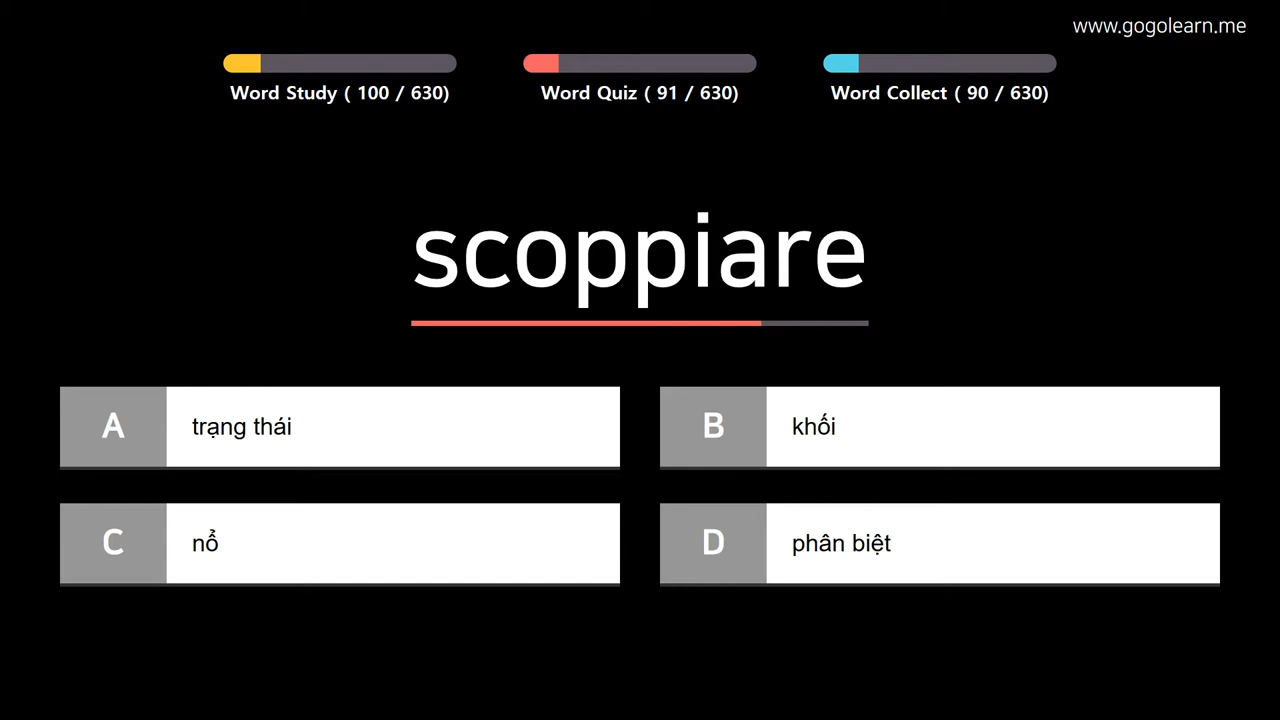 www.gogolearn.me
Word Study ( 100 / 630)
Word Quiz ( 91 / 630)
Word Collect ( 90 / 630)
scoppiare
A trạng thái
B khối
C nổ
D phân biệt